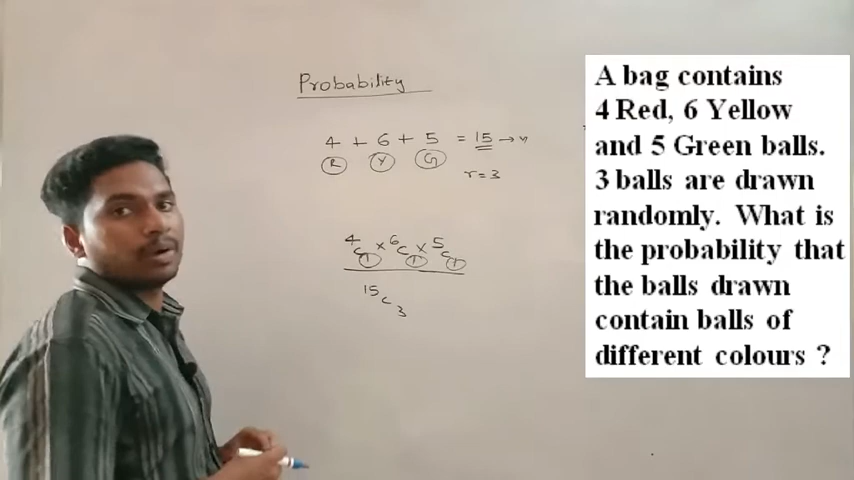 Probability
4 + 6 + 5 = 15 → n
R Y G
r = 3
4C1 × 6C1 × 5C1
15C3
A bag contains
4 Red, 6 Yellow
and 5 Green balls.
3 balls are drawn
randomly. What is
the probability that
the balls drawn
contain balls of
different colours ?